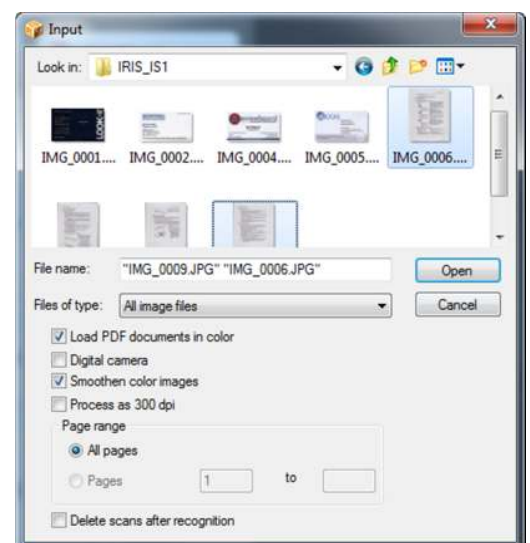 Input
Look in: IRIS_IS1
IMG_0001.... IMG_0002.... IMG_0004.... IMG_0005.... IMG_0006....
File name: "IMG_0009.JPG" "IMG_0006.JPG" Open
Files of type: All image files Cancel
Load PDF documents in color
Digital camera
Smoothen color images
Process as 300 dpi
Page range
All pages
Pages 1 to
Delete scans after recognition